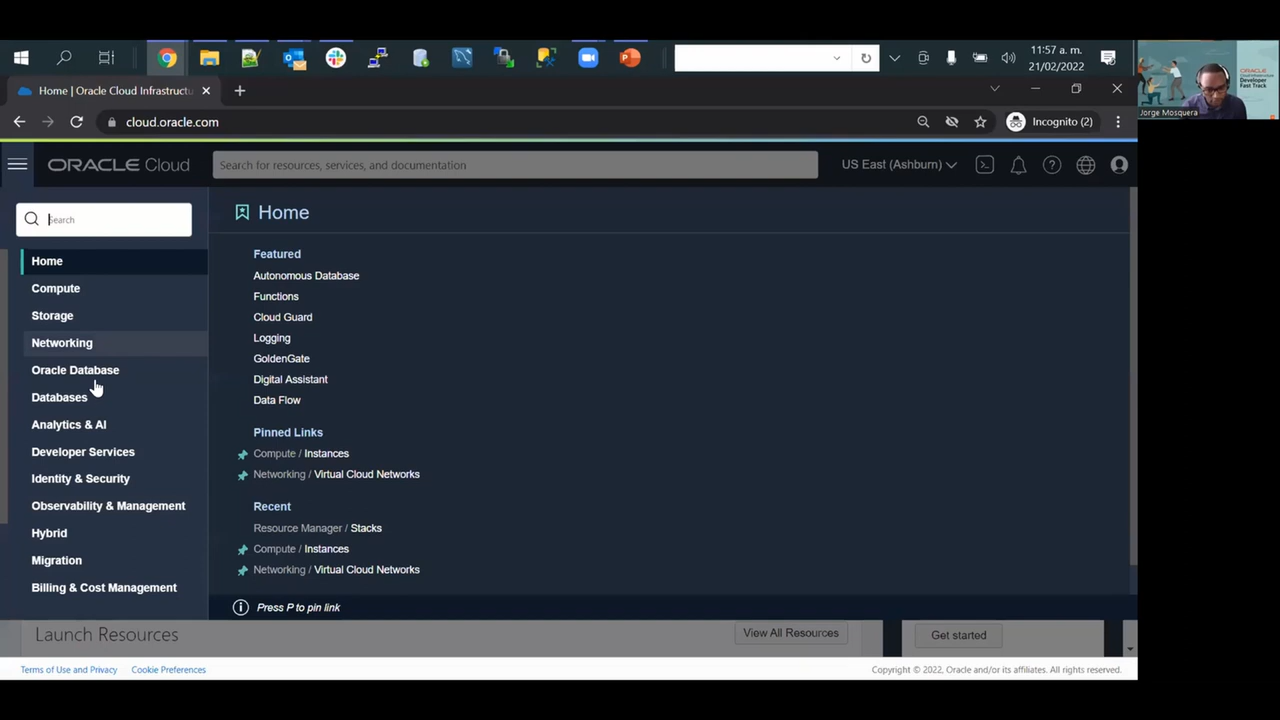 11:57 a. m.
21/02/2022
Home | Oracle Cloud Infrastructu
cloud.oracle.com
Incognito (2)
ORACLE Cloud
Search for resources, services, and documentation
US East (Ashburn)
Search
Home
Compute
Storage
Networking
Oracle Database
Databases
Analytics & AI
Developer Services
Identity & Security
Observability & Management
Hybrid
Migration
Billing & Cost Management
Home
Featured
Autonomous Database
Functions
Cloud Guard
Logging
GoldenGate
Digital Assistant
Data Flow
Pinned Links
Compute / Instances
Networking / Virtual Cloud Networks
Recent
Resource Manager / Stacks
Compute / Instances
Networking / Virtual Cloud Networks
Press P to pin link
Launch Resources
View All Resources
Get started
Terms of Use and Privacy
Cookie Preferences
Copyright © 2022, Oracle and/or its affiliates. All rights reserved.
ORACLE
Developer
Fast Track
Jorge Mosquera